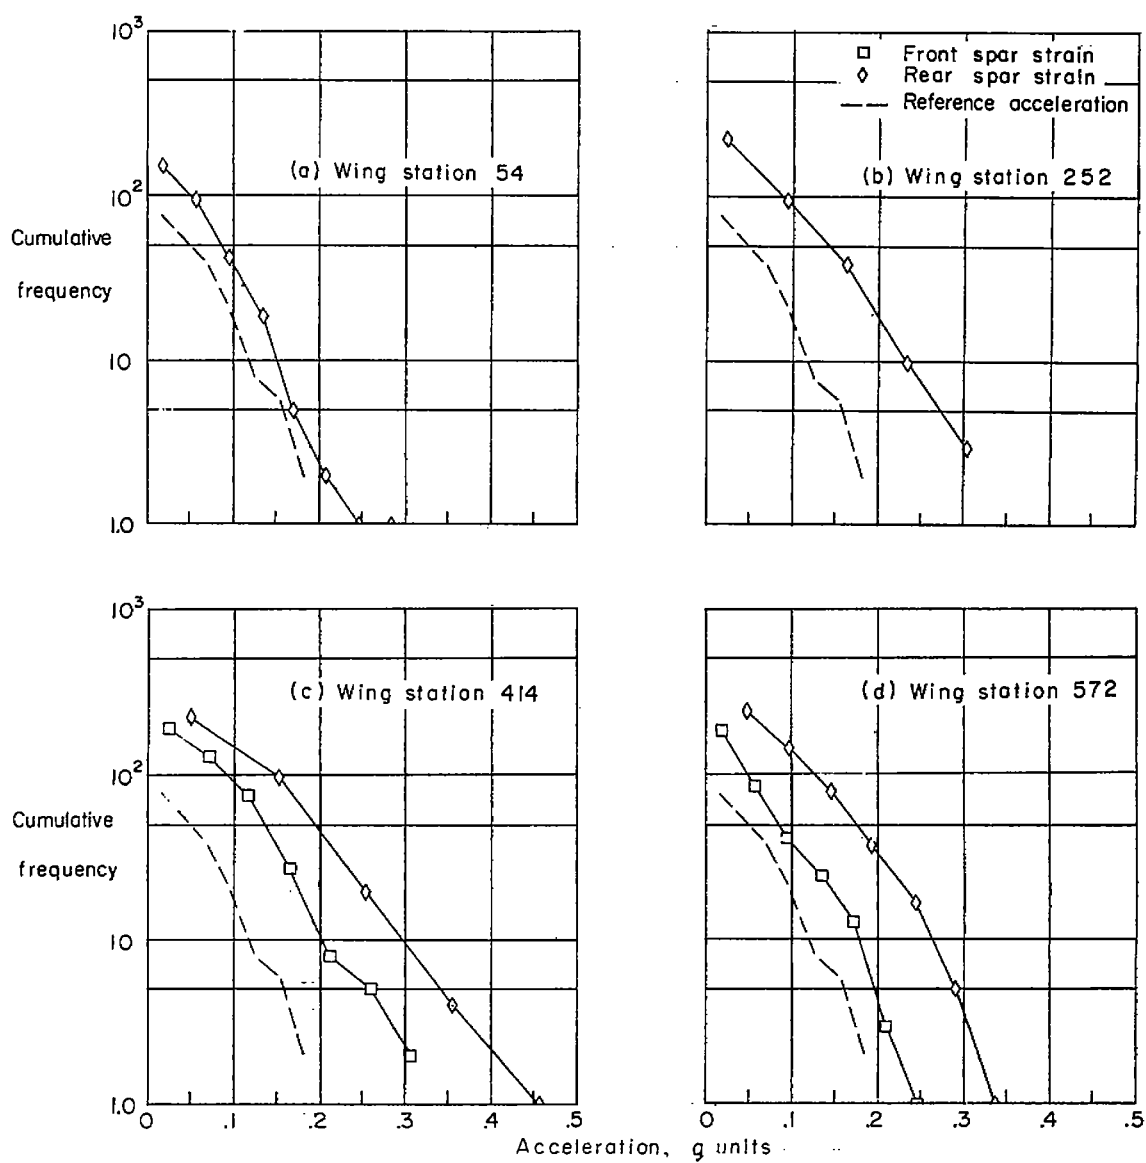 10³
10²
Cumulative
frequency
10
1.0
(a) Wing station 54
Front spar strain
Rear spar strain
Reference acceleration
(b) Wing station 252
10³
10²
Cumulative
frequency
10
1.0
(c) Wing station 414
(d) Wing station 572
0 .1 .2 .3 .4 .5
0 .1 .2 .3 .4 .5
Acceleration, g units